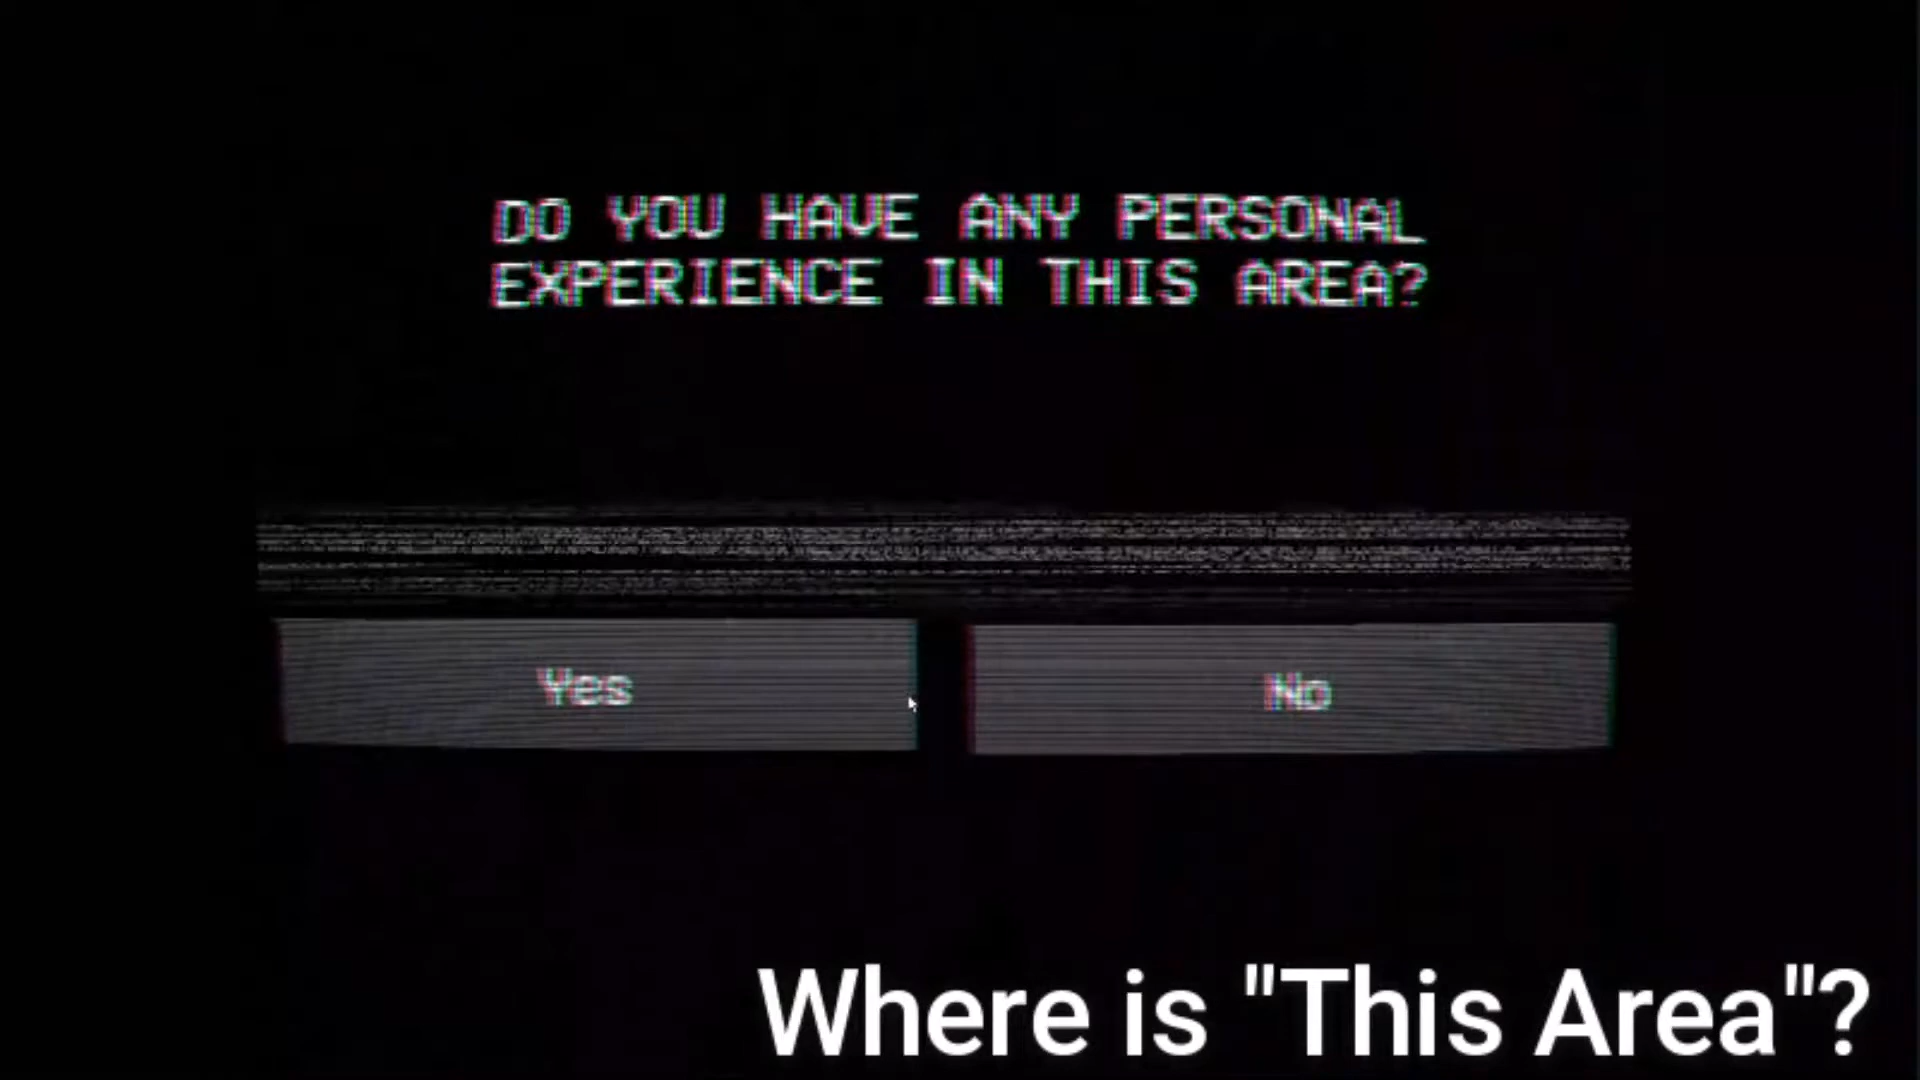 DO YOU HAVE ANY PERSONAL
EXPERIENCE IN THIS AREA?
Yes
No
Where is "This Area"?